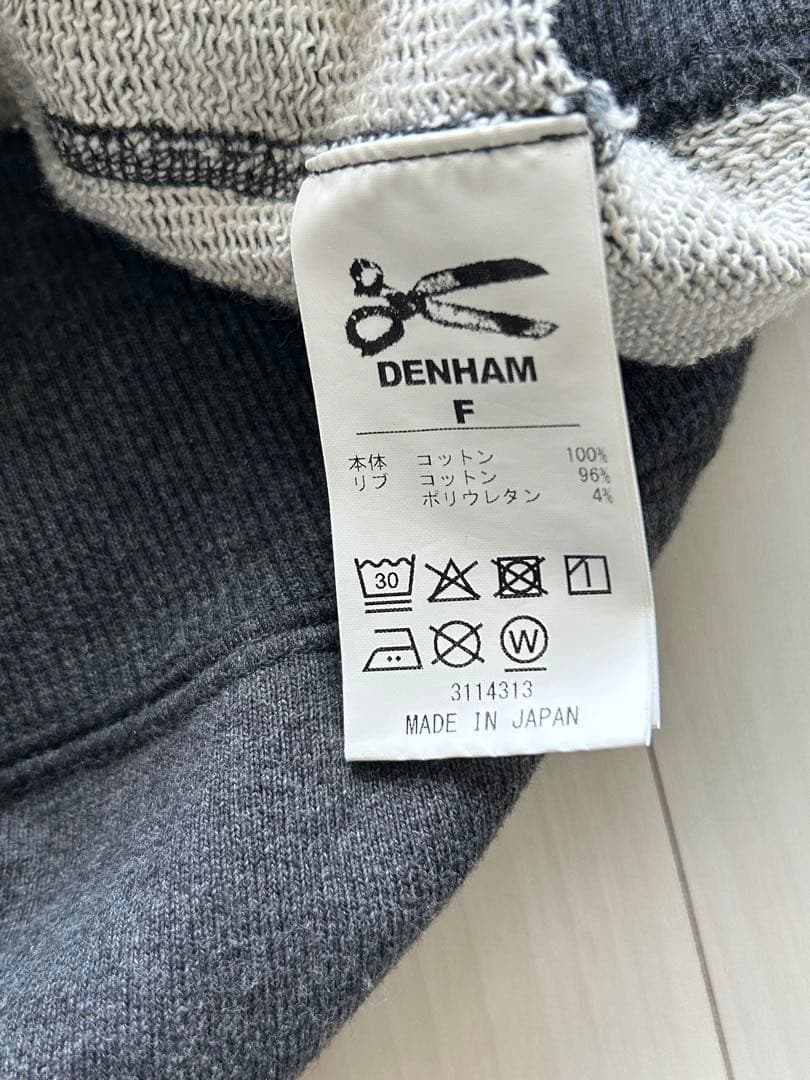 DENHAM
F
本体 コットン 100%
リブ コットン 96%
ポリウレタン 4%
30
W
3114313
MADE IN JAPAN